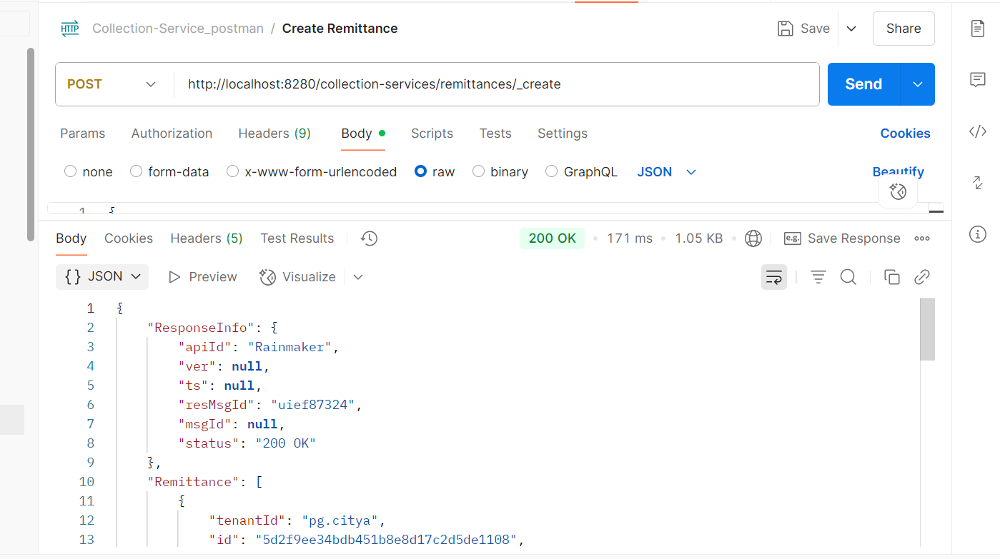 HTTP Collection-Service_postman / Create Remittance Save Share
POST http://localhost:8280/collection-services/remittances/_create Send
Params Authorization Headers (9) Body Scripts Tests Settings Cookies
none form-data x-www-form-urlencoded raw binary GraphQL JSON Beautify
1 {
Body Cookies Headers (5) Test Results 200 OK 171 ms 1.05 KB e.g. Save Response
{} JSON Preview Visualize
1 {
2 "ResponseInfo": {
3 "apiId": "Rainmaker",
4 "ver": null,
5 "ts": null,
6 "resMsgId": "uief87324",
7 "msgId": null,
8 "status": "200 OK"
9 },
10 "Remittance": [
11 {
12 "tenantId": "pg.citya",
13 "id": "5d2f9ee34bdb451b8e8d17c2d5de1108",